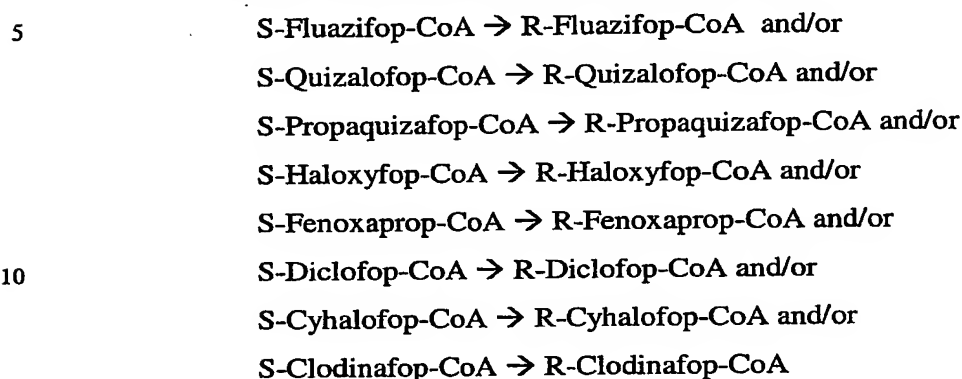 5 S-Fluazifop-CoA → R-Fluazifop-CoA and/or
S-Quizalofop-CoA → R-Quizalofop-CoA and/or
S-Propaquizafop-CoA → R-Propaquizafop-CoA and/or
S-Haloxyfop-CoA → R-Haloxyfop-CoA and/or
S-Fenoxaprop-CoA → R-Fenoxaprop-CoA and/or
10 S-Diclofop-CoA → R-Diclofop-CoA and/or
S-Cyhalofop-CoA → R-Cyhalofop-CoA and/or
S-Clodinafop-CoA → R-Clodinafop-CoA